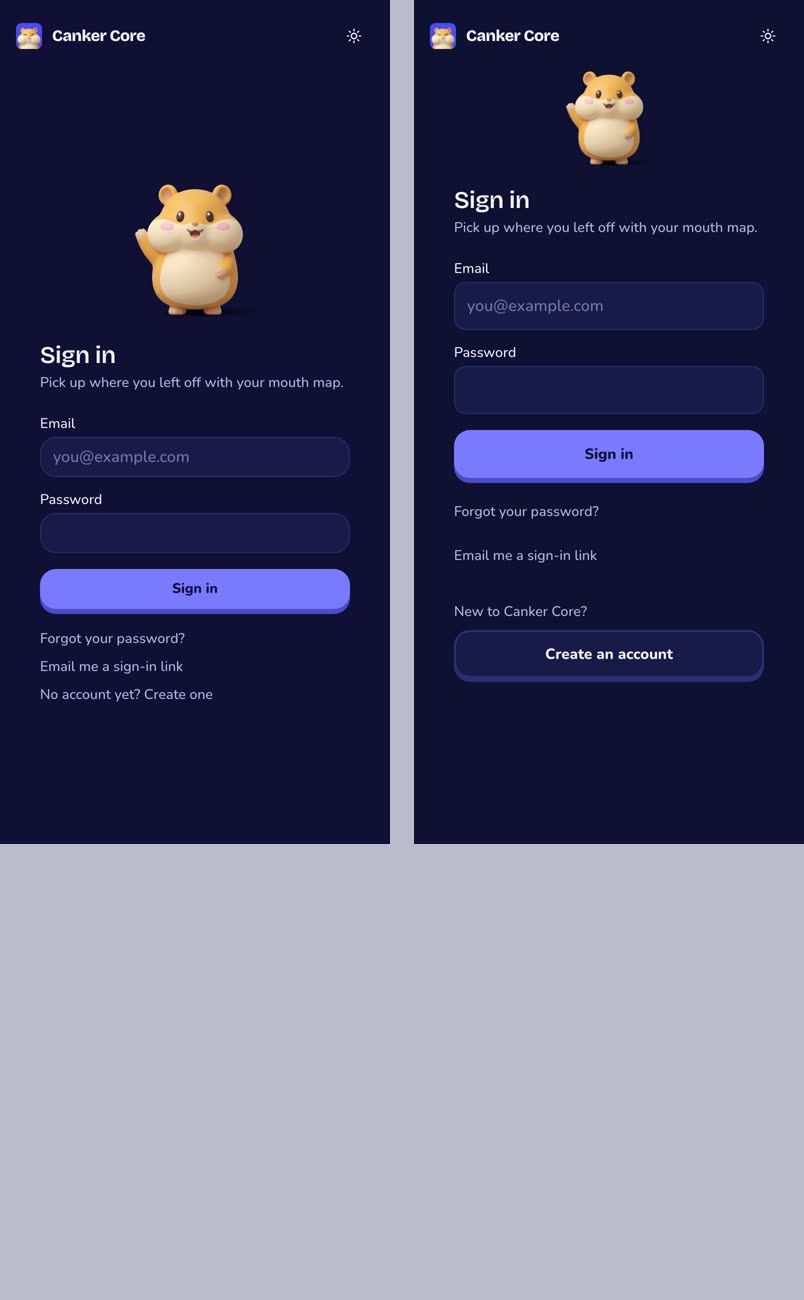 Canker Core
Sign in
Pick up where you left off with your mouth map.
Email
you@example.com
Password
Sign in
Forgot your password?
Email me a sign-in link
No account yet? Create one
Canker Core
Sign in
Pick up where you left off with your mouth map.
Email
you@example.com
Password
Sign in
Forgot your password?
Email me a sign-in link
New to Canker Core?
Create an account